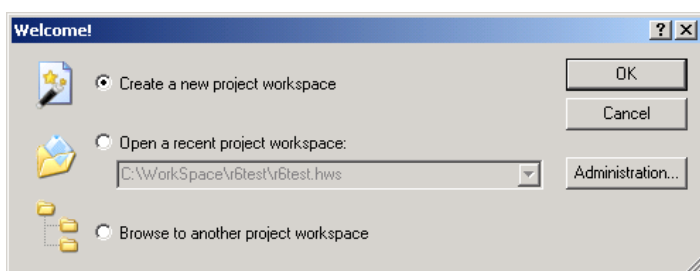 Welcome!
Create a new project workspace
OK
Cancel
Open a recent project workspace:
C:\WorkSpace\r6test\r6test.hws
Administration...
Browse to another project workspace